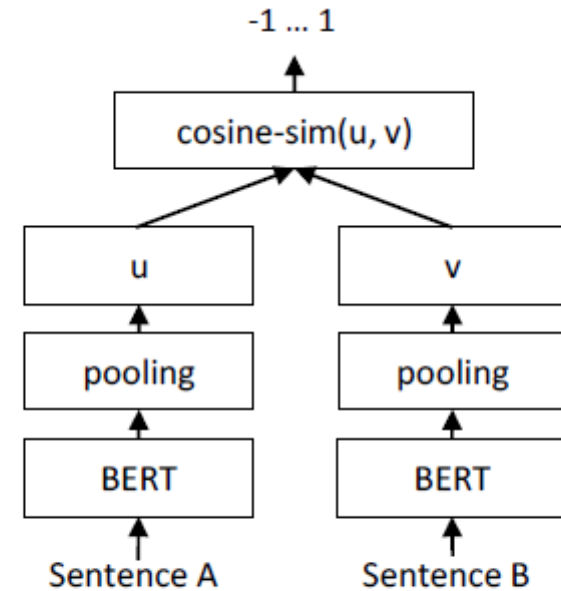 -1 ... 1
cosine-sim(u, v)
u v
pooling pooling
BERT BERT
Sentence A Sentence B